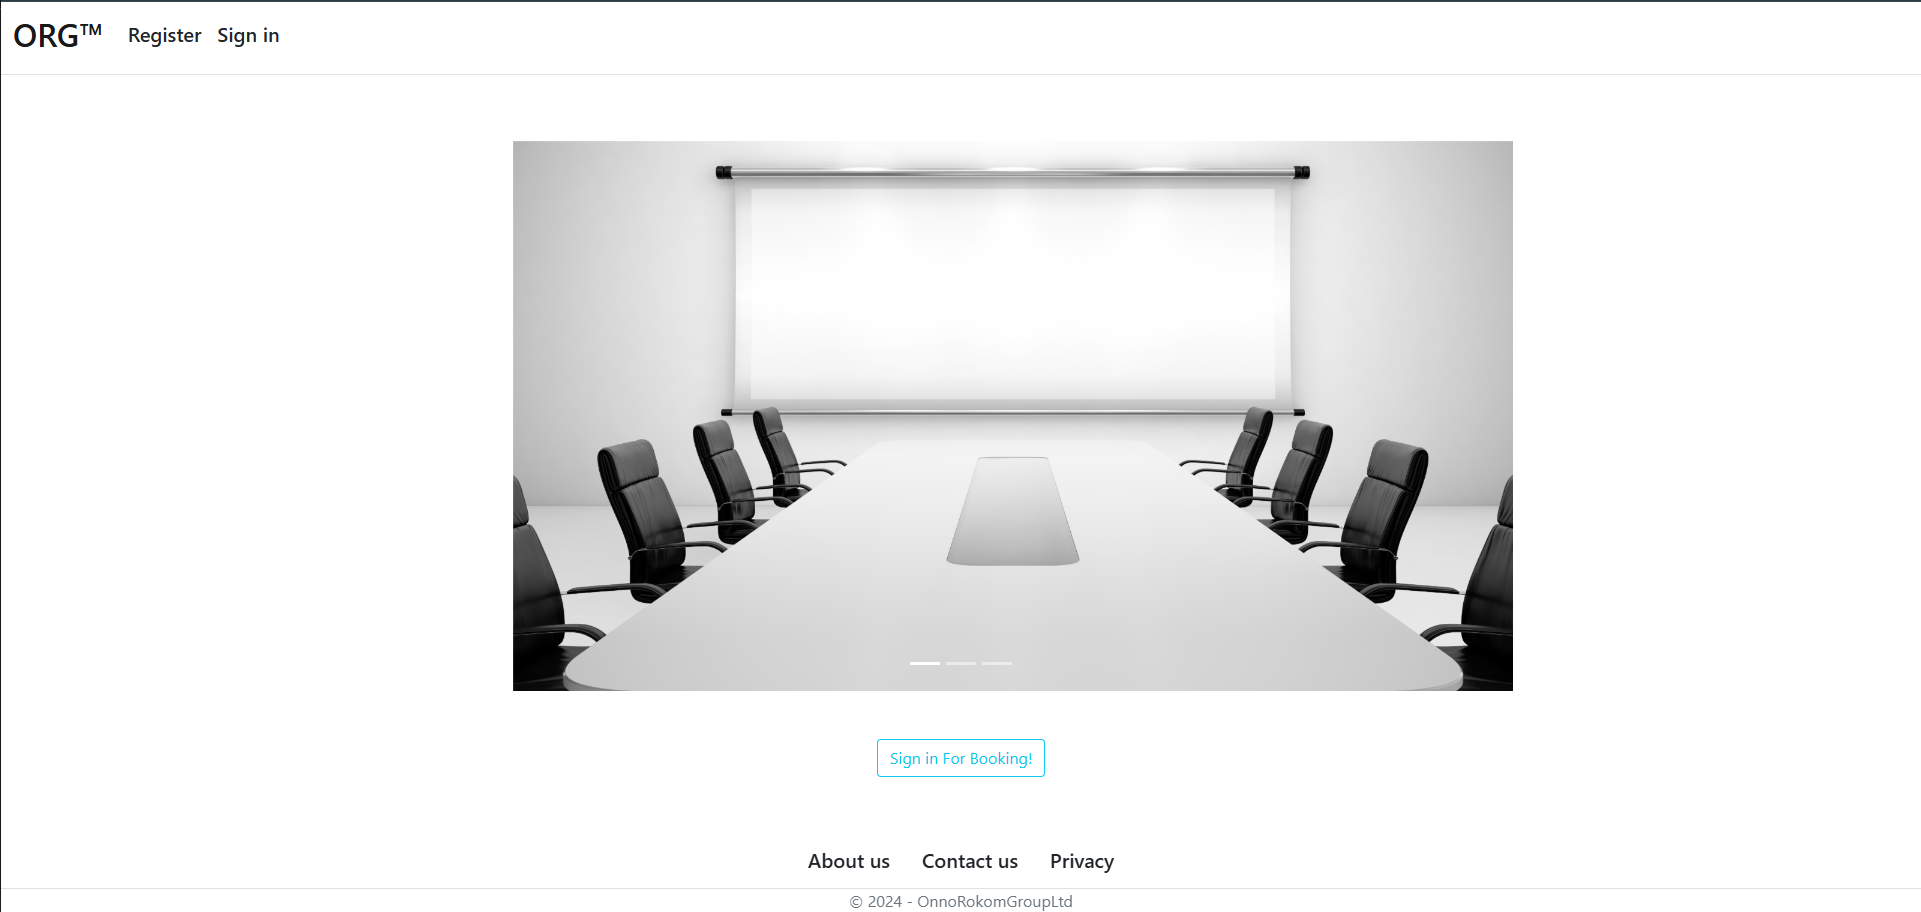 ORG™ Register Sign in
Sign in For Booking!
About us Contact us Privacy
© 2024 - OnnoRokomGroupLtd